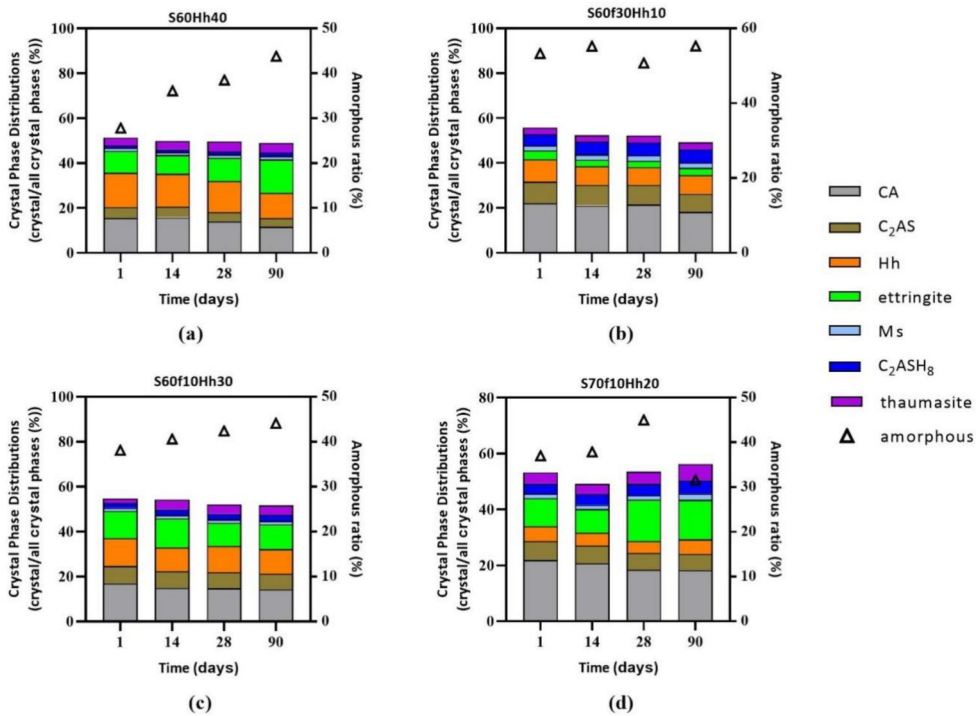 S60Hh40
Crystal Phase Distributions
(crystal/all crystal phases (%))
100
80
60
40
20
0
50
40
30
20
10
0
Amorphous ratio (%)
1 14 28 90
Time (days)
(a)
S60f30Hh10
Crystal Phase Distributions
(crystal/all crystal phases (%))
100
80
60
40
20
0
60
40
20
0
Amorphous ratio (%)
1 14 28 90
Time (days)
(b)
S60f10Hh30
Crystal Phase Distributions
(crystal/all crystal phases (%))
100
80
60
40
20
0
50
40
30
20
10
0
Amorphous ratio (%)
1 14 28 90
Time (days)
(c)
S70f10Hh20
Crystal Phase Distributions
(crystal/all crystal phases (%))
80
60
40
20
0
50
40
30
20
10
0
Amorphous ratio (%)
1 14 28 90
Time (days)
(d)
CA
C₂AS
Hh
ettringite
Ms
C₂ASH₈
thaumasite
amorphous